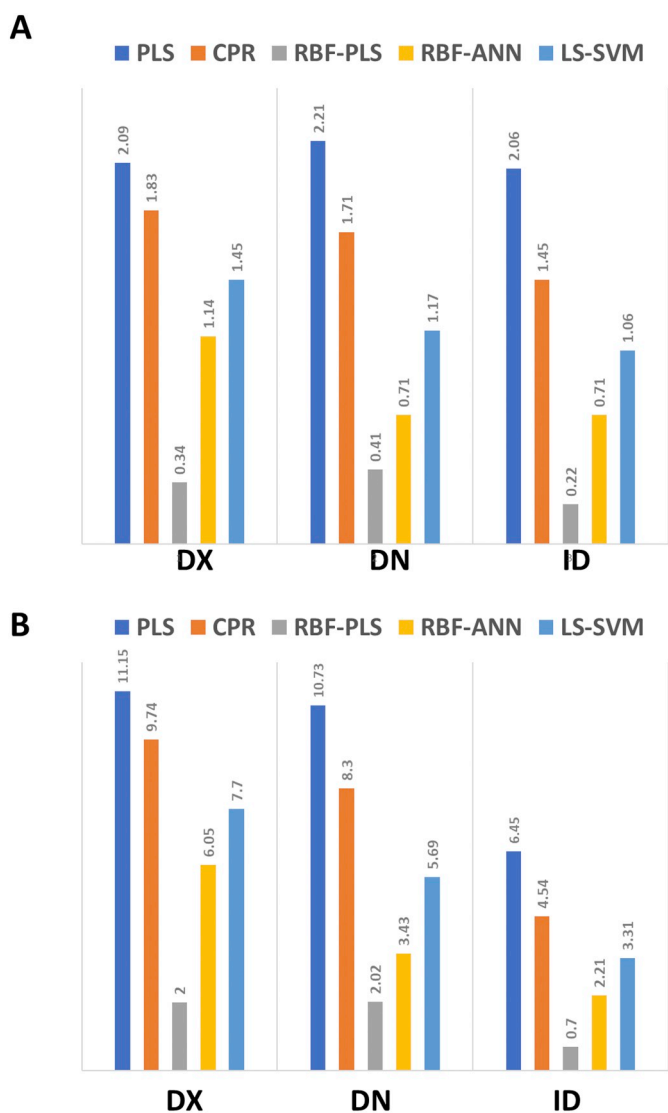 A
PLS CPR RBF-PLS RBF-ANN LS-SVM
2.09 1.83 0.34 1.14 1.45 2.21 1.71 0.41 0.71 1.17 2.06 1.45 0.22 0.71 1.06
DX DN ID
B
PLS CPR RBF-PLS RBF-ANN LS-SVM
11.15 9.74 2 6.05 7.7 10.73 8.3 2.02 3.43 5.69 6.45 4.54 0.7 2.21 3.31
DX DN ID